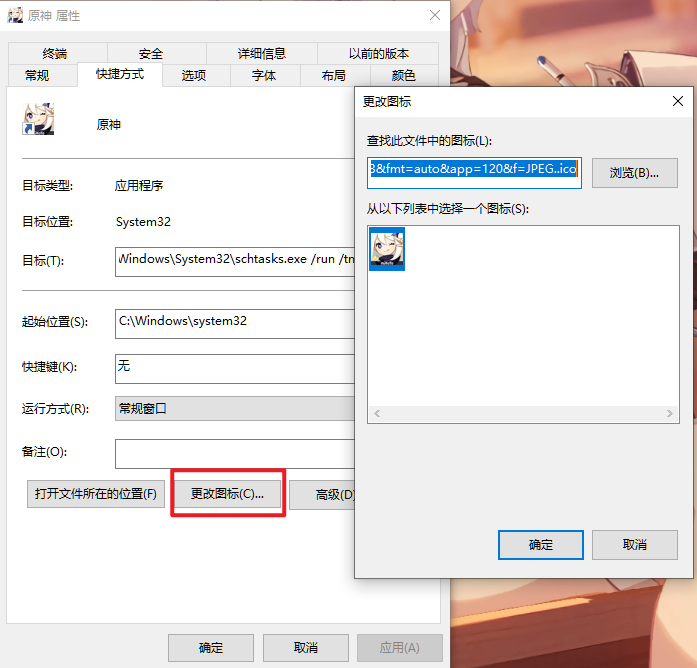 原神 属性
终端 安全 详细信息 以前的版本
常规 快捷方式 选项 字体 布局 颜色
原神
目标类型: 应用程序
目标位置: System32
目标(T): Windows\System32\schtasks.exe /run /tn
起始位置(S): C:\Windows\system32
快捷键(K): 无
运行方式(R): 常规窗口
备注(O):
打开文件所在的位置(F) 更改图标(C)... 高级(D)
确定 取消 应用(A)
更改图标
查找此文件中的图标(L):
3&fmt=auto&app=120&f=JPEG..ico
浏览(B)...
从以下列表中选择一个图标(S):
确定 取消